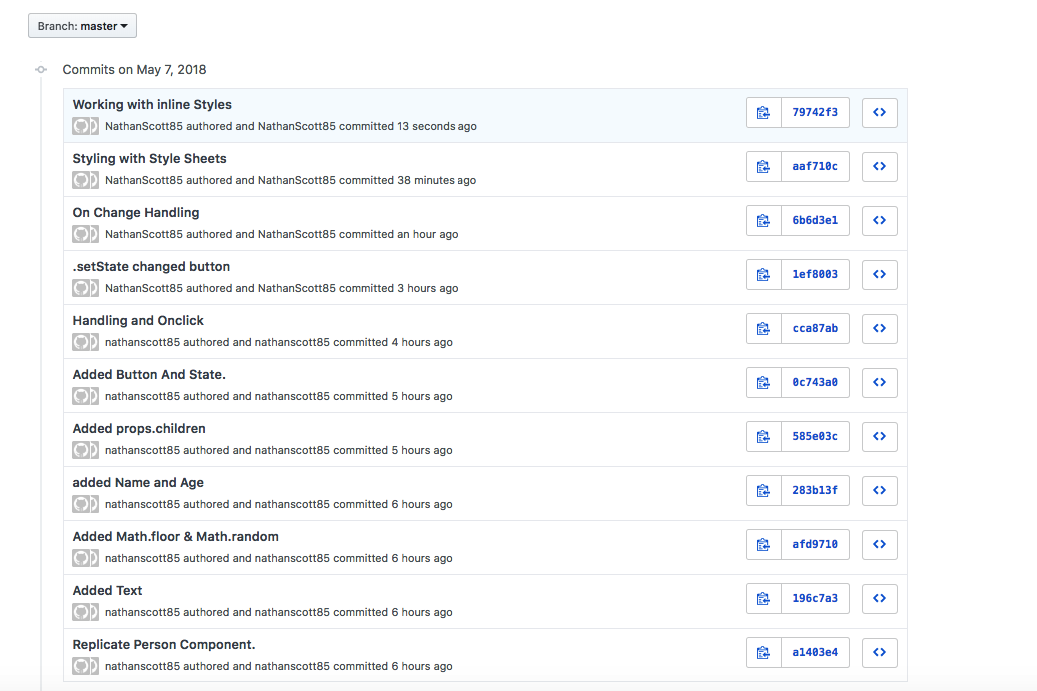 Branch: master
Commits on May 7, 2018
Working with inline Styles
NathanScott85 authored and NathanScott85 committed 13 seconds ago
79742f3
Styling with Style Sheets
NathanScott85 authored and NathanScott85 committed 38 minutes ago
aaf710c
On Change Handling
NathanScott85 authored and NathanScott85 committed an hour ago
6b6d3e1
.setState changed button
NathanScott85 authored and NathanScott85 committed 3 hours ago
1ef8003
Handling and Onclick
nathanscott85 authored and nathanscott85 committed 4 hours ago
cca87ab
Added Button And State.
nathanscott85 authored and nathanscott85 committed 5 hours ago
0c743a0
Added props.children
nathanscott85 authored and nathanscott85 committed 5 hours ago
585e03c
added Name and Age
nathanscott85 authored and nathanscott85 committed 6 hours ago
283b13f
Added Math.floor & Math.random
nathanscott85 authored and nathanscott85 committed 6 hours ago
afd9710
Added Text
nathanscott85 authored and nathanscott85 committed 6 hours ago
196c7a3
Replicate Person Component.
nathanscott85 authored and nathanscott85 committed 6 hours ago
a1403e4